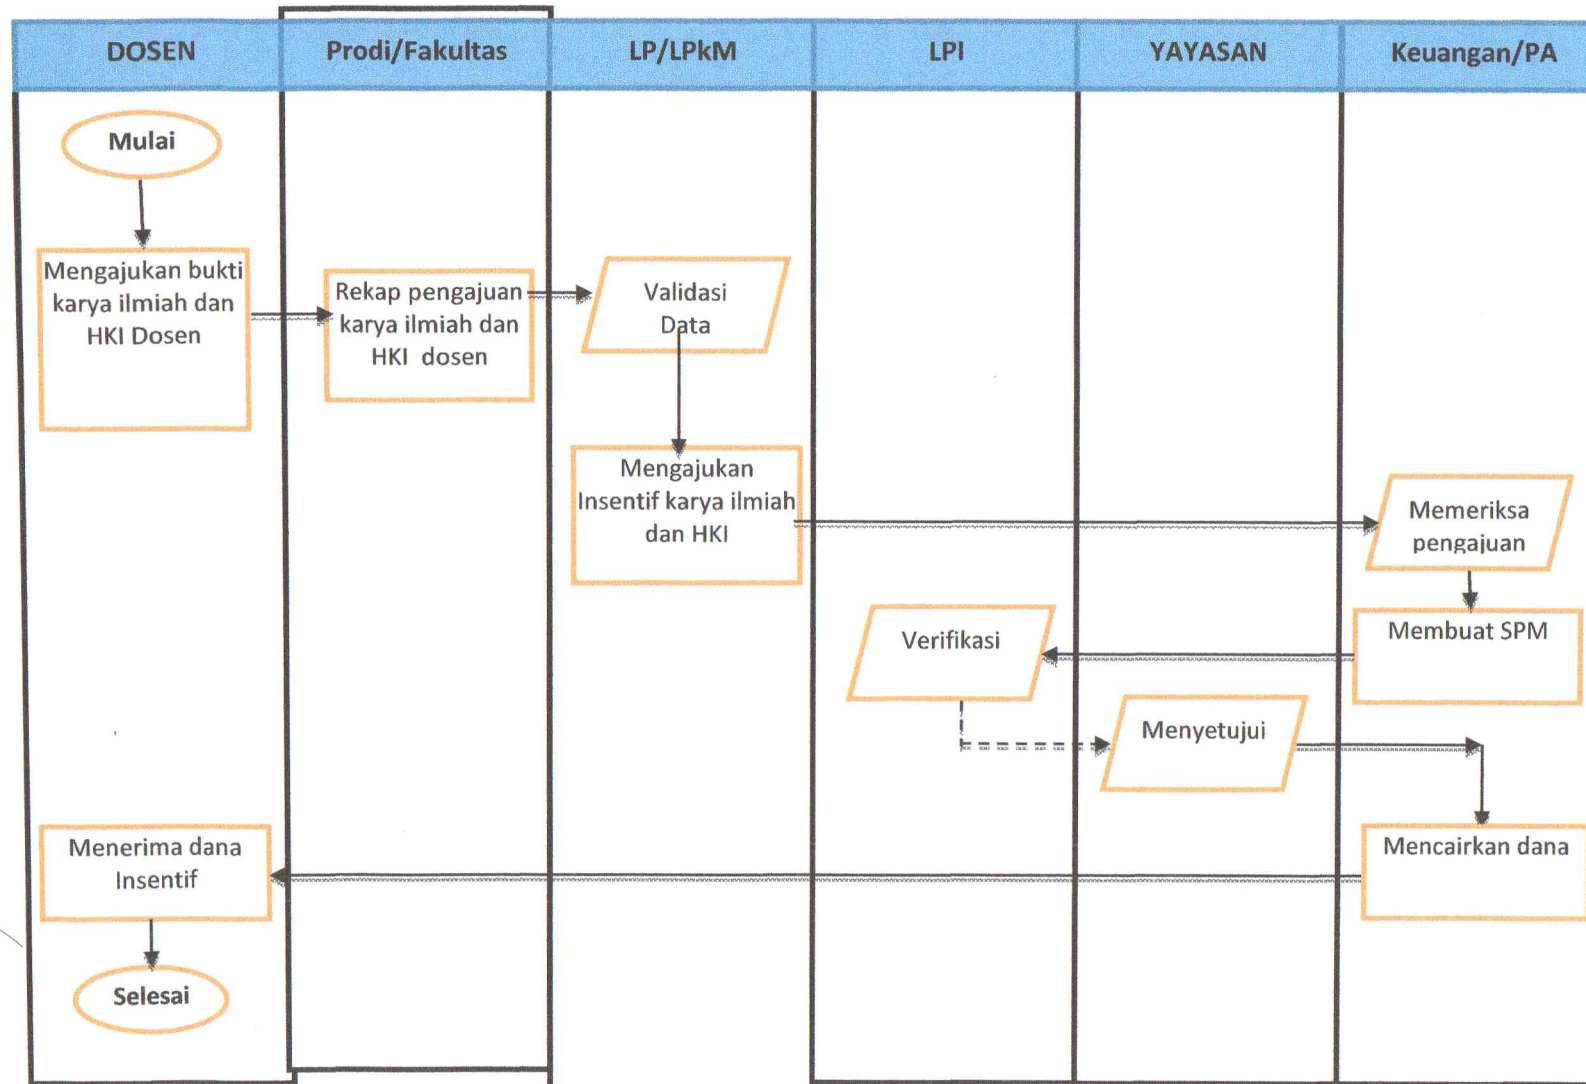 DOSEN
Prodi/Fakultas
LP/LPkM
LPI
YAYASAN
Keuangan/PA
Mulai
Mengajukan bukti
karya ilmiah dan
HKI Dosen
Rekap pengajuan
karya ilmiah dan
HKI dosen
Validasi
Data
Mengajukan
Insentif karya ilmiah
dan HKI
Memeriksa
pengajuan
Membuat SPM
Verifikasi
Menyetujui
Mencairkan dana
Menerima dana
Insentif
Selesai